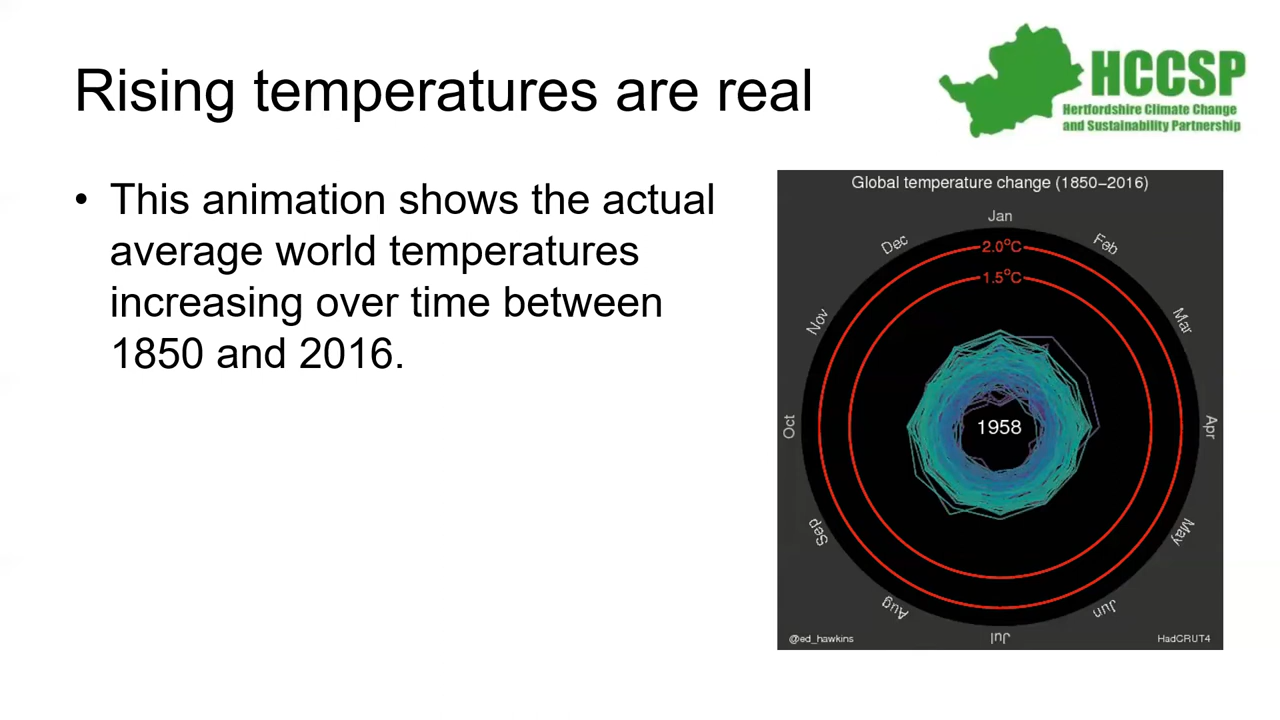 Rising temperatures are real
HCCSP
Hertfordshire Climate Change
and Sustainability Partnership
• This animation shows the actual
average world temperatures
increasing over time between
1850 and 2016.
Global temperature change (1850–2016)
Jan
Feb
Mar
Apr
May
Jun
Jul
Aug
Sep
Oct
Nov
Dec
2.0°C
1.5°C
1958
@ed_hawkins
HadCRUT4